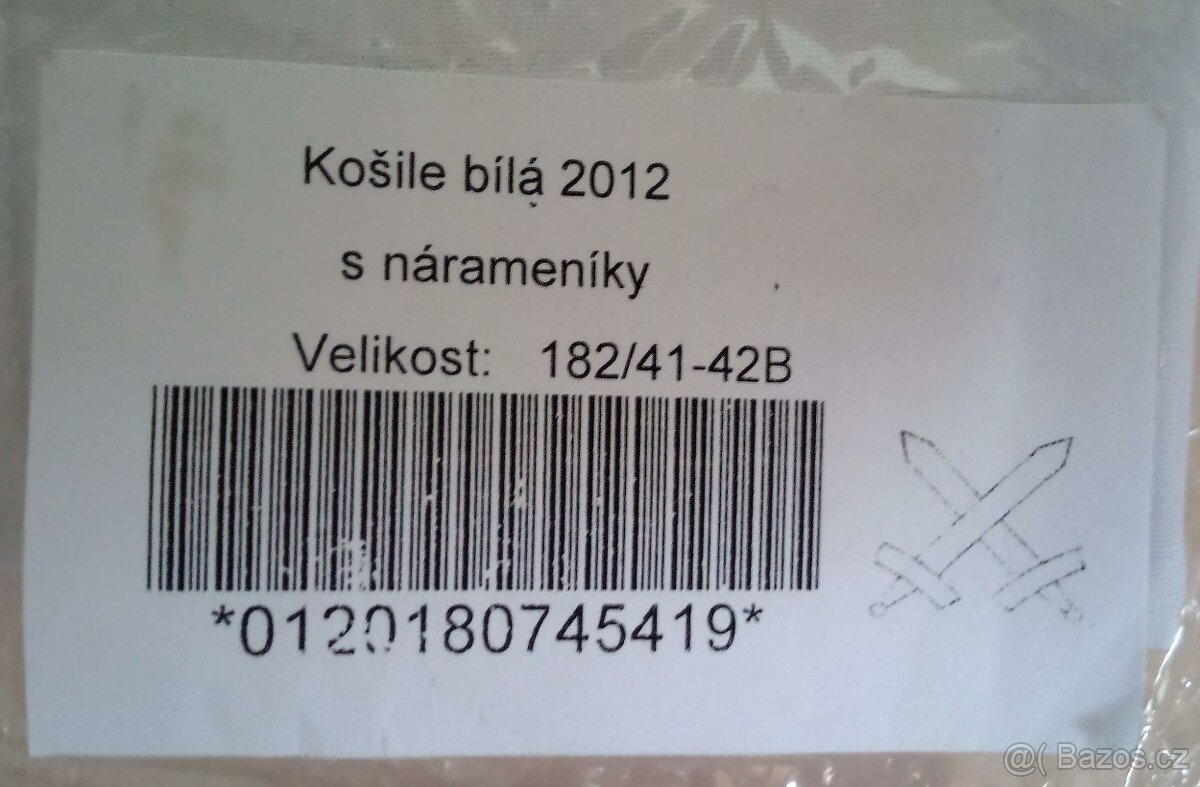 Košile bílá 2012
s nárameníky
Velikost: 182/41-42B
*0120180745419*
@( Bazos.cz